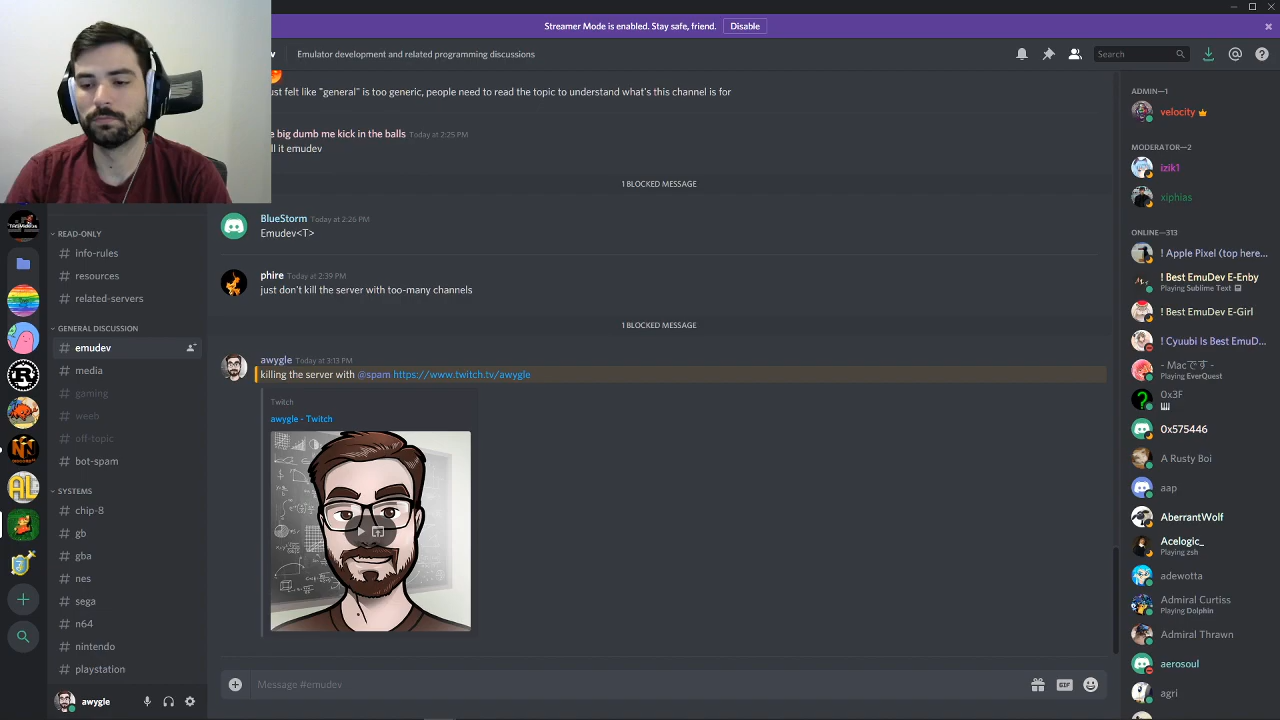 Streamer Mode is enabled. Stay safe, friend.
Disable
Emulator development and related programming discussions
Search
felt like "general" is too generic, people need to read the topic to understand what's this channel is for
big dumb me kick in the balls Today at 2:25 PM
it emudev
1 BLOCKED MESSAGE
BlueStorm Today at 2:26 PM
Emudev<T>
phire Today at 2:39 PM
just don't kill the server with too-many channels
1 BLOCKED MESSAGE
awygle Today at 3:13 PM
killing the server with @spam https://www.twitch.tv/awygle
Twitch
awygle - Twitch
Message #emudev
GIF
READ-ONLY
# info-rules
# resources
# related-servers
GENERAL DISCUSSION
# emudev
# media
# gaming
# weeb
# off-topic
# bot-spam
SYSTEMS
# chip-8
# gb
# gba
# nes
# sega
# n64
# nintendo
# playstation
awygle
ADMIN—1
velocity
MODERATOR—2
izik1
xiphias
ONLINE—313
! Apple Pixel (top here...
! Best EmuDev E-Enby
Playing Sublime Text
! Best EmuDev E-Girl
! Cyuubi Is Best EmuD...
- Macです -
Playing EverQuest
0x3F
0x575446
A Rusty Boi
aap
AberrantWolf
Acelogic_
Playing zsh
adewotta
Admiral Curtiss
Playing Dolphin
Admiral Thrawn
aerosoul
agri